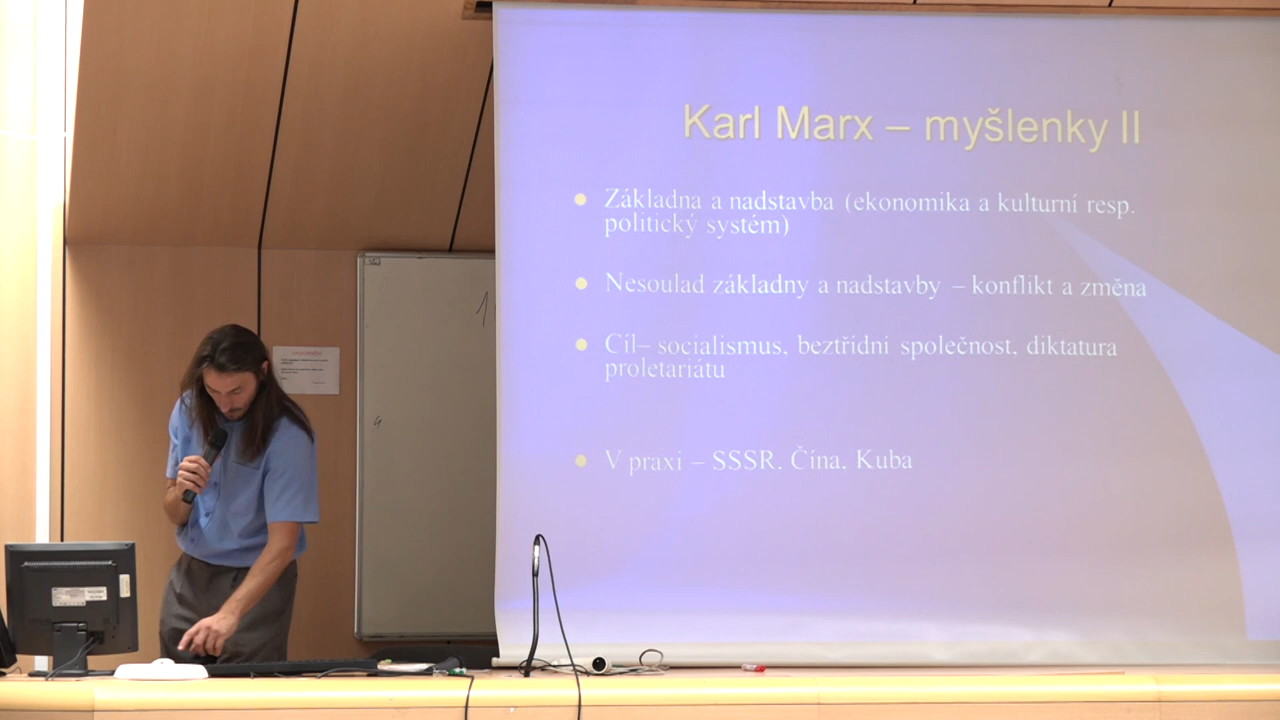 Karl Marx – myšlenky II
Základna a nadstavba (ekonomika a kulturní resp.
politický systém)
Nesoulad základny a nadstavby – konflikt a změna
Cíl– socialismus, beztřídní společnost, diktatura
proletariátu
V praxi – SSSR, Čína, Kuba